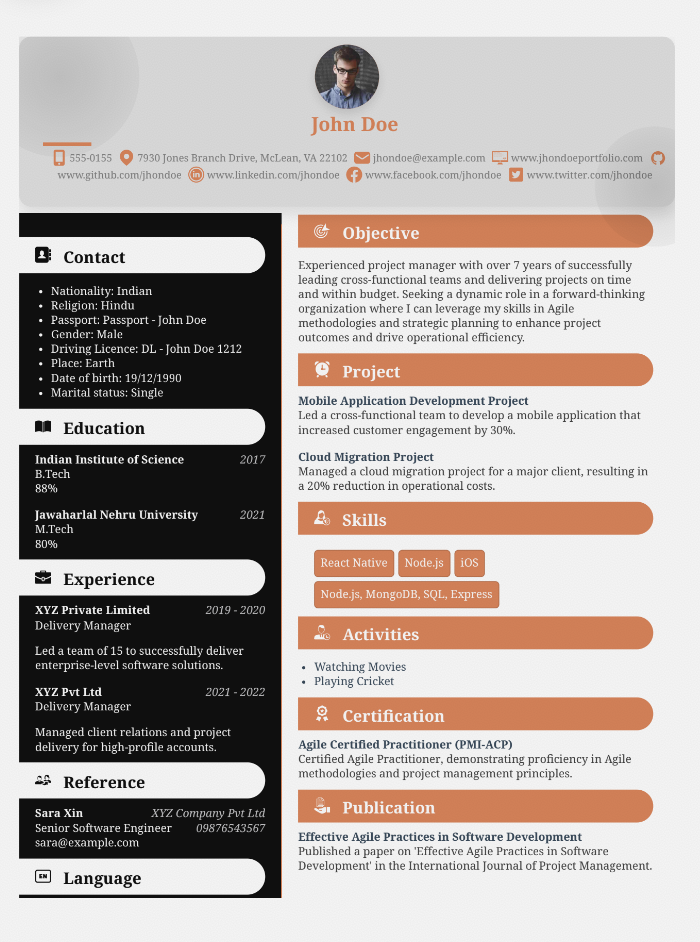 John Doe
555-0155 7930 Jones Branch Drive, McLean, VA 22102 jhondoe@example.com www.jhondoeportfolio.com
www.github.com/jhondoe www.linkedin.com/jhondoe www.facebook.com/jhondoe www.twitter.com/jhondoe
Contact
• Nationality: Indian
• Religion: Hindu
• Passport: Passport - John Doe
• Gender: Male
• Driving Licence: DL - John Doe 1212
• Place: Earth
• Date of birth: 19/12/1990
• Marital status: Single
Education
Indian Institute of Science 2017
B.Tech
88%
Jawaharlal Nehru University 2021
M.Tech
80%
Experience
XYZ Private Limited 2019 - 2020
Delivery Manager
Led a team of 15 to successfully deliver
enterprise-level software solutions.
XYZ Pvt Ltd 2021 - 2022
Delivery Manager
Managed client relations and project
delivery for high-profile accounts.
Reference
Sara Xin XYZ Company Pvt Ltd
Senior Software Engineer 09876543567
sara@example.com
EN
Language
Objective
Experienced project manager with over 7 years of successfully
leading cross-functional teams and delivering projects on time
and within budget. Seeking a dynamic role in a forward-thinking
organization where I can leverage my skills in Agile
methodologies and strategic planning to enhance project
outcomes and drive operational efficiency.
Project
Mobile Application Development Project
Led a cross-functional team to develop a mobile application that
increased customer engagement by 30%.
Cloud Migration Project
Managed a cloud migration project for a major client, resulting in
a 20% reduction in operational costs.
Skills
React Native Node.js iOS
Node.js, MongoDB, SQL, Express
Activities
• Watching Movies
• Playing Cricket
Certification
Agile Certified Practitioner (PMI-ACP)
Certified Agile Practitioner, demonstrating proficiency in Agile
methodologies and project management principles.
Publication
Effective Agile Practices in Software Development
Published a paper on 'Effective Agile Practices in Software
Development' in the International Journal of Project Management.